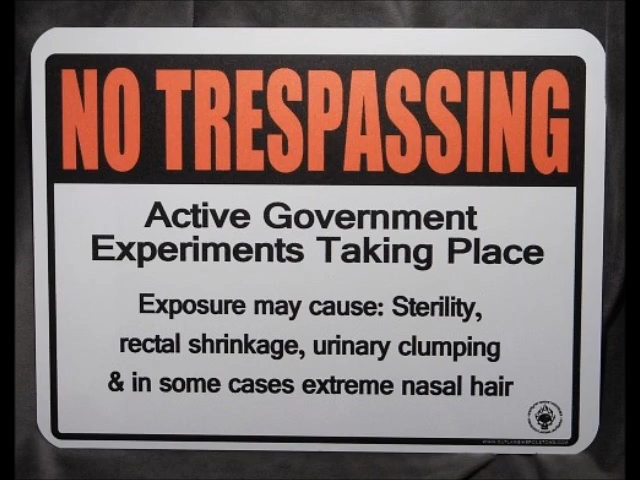 NO TRESPASSING
Active Government
Experiments Taking Place
Exposure may cause: Sterility,
rectal shrinkage, urinary clumping
& in some cases extreme nasal hair